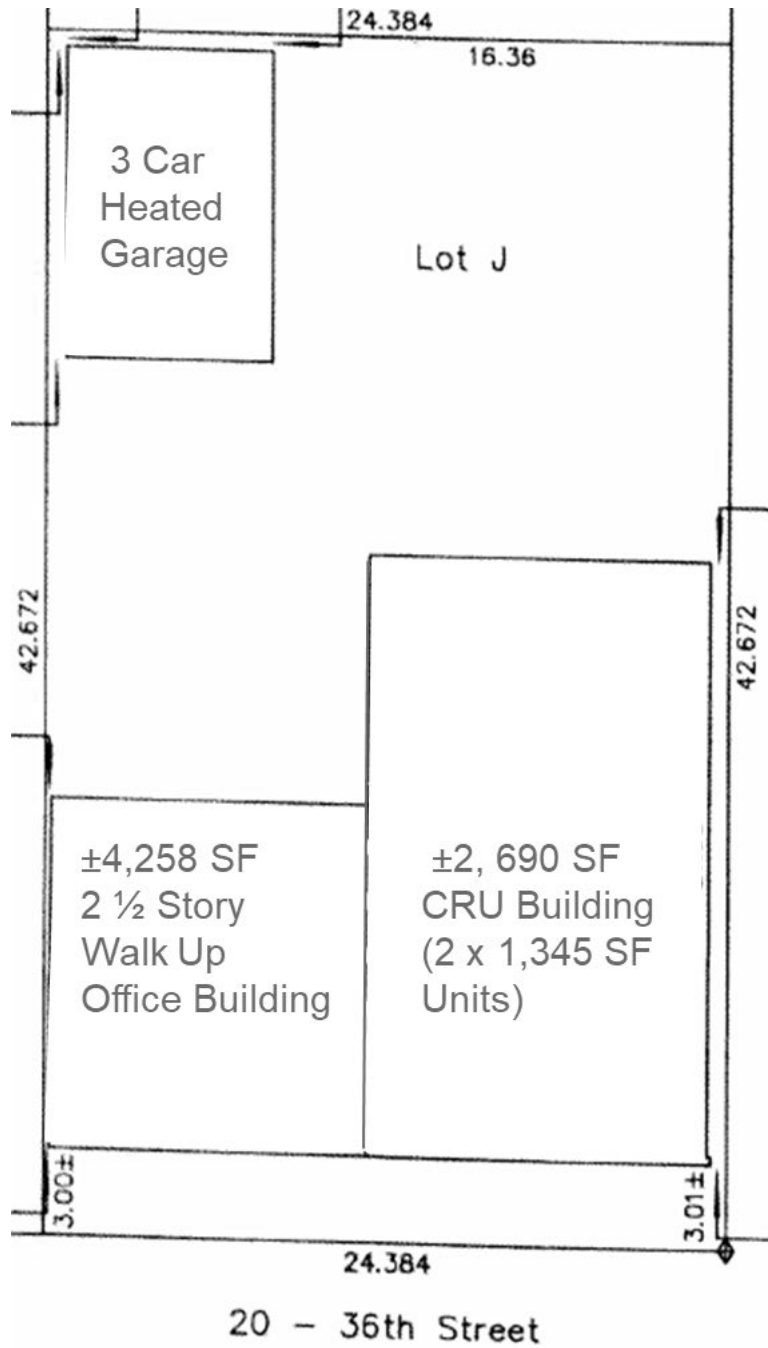 24.384
16.36
3 Car
Heated
Garage
Lot J
42.672
42.672
±4,258 SF
2 ½ Story
Walk Up
Office Building
±2, 690 SF
CRU Building
(2 x 1,345 SF
Units)
3.00±
3.01±
24.384
20 - 36th Street